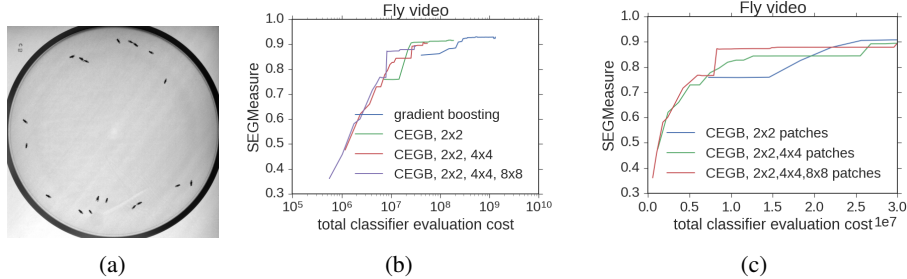 Fly video
SEGMeasure
1.0
0.9
0.8
0.7
0.6
0.5
0.4
0.3
gradient boosting
CEGB, 2x2
CEGB, 2x2, 4x4
CEGB, 2x2, 4x4, 8x8
10^5 10^6 10^7 10^8 10^9 10^10
total classifier evaluation cost
Fly video
SEGMeasure
1.0
0.9
0.8
0.7
0.6
0.5
0.4
0.3
CEGB, 2x2 patches
CEGB, 2x2,4x4 patches
CEGB, 2x2,4x4,8x8 patches
0.0 0.5 1.0 1.5 2.0 2.5 3.0
total classifier evaluation cost 1e7
(a) (b) (c)